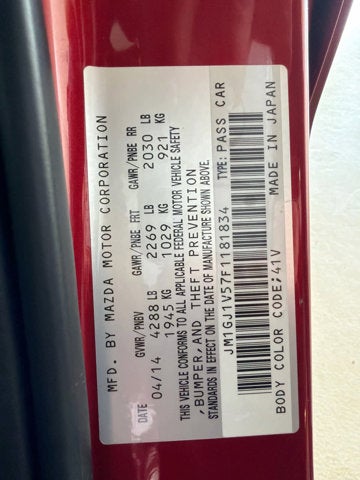 MFD. BY MAZDA MOTOR CORPORATION
DATE GVWR/PNBV GAWR/PNBE FRT GAWR/PNBE RR
04/14 4288 LB 2269 LB 2030 LB
1945 KG 1029 KG 921 KG
THIS VEHICLE CONFORMS TO ALL APPLICABLE FEDERAL MOTOR VEHICLE SAFETY
,BUMPER,AND THEFT PREVENTION
STANDARDS IN EFFECT ON THE DATE OF MANUFACTURE SHOWN ABOVE.
JM1GJ1V57F1181834 TYPE: PASS CAR
BODY COLOR CODE;41V MADE IN JAPAN